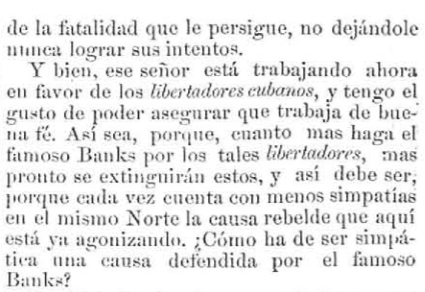 de la fatalidad que le persigue, no dejándole
nunca lograr sus intentos.
Y bien, ese señor está trabajando ahora
en favor de los libertadores cubanos, y tengo el
gusto de poder asegurar que trabaja de bue-
na fé. Así sea, porque, cuanto mas haga el
famoso Banks por los tales libertadores, mas
pronto se extinguirán estos, y así debe ser,
porque cada vez cuenta con menos simpatías
en el mismo Norte la causa rebelde que aquí
está ya agonizando. ¿Cómo ha de ser simpá-
tica una causa defendida por el famoso
Banks?